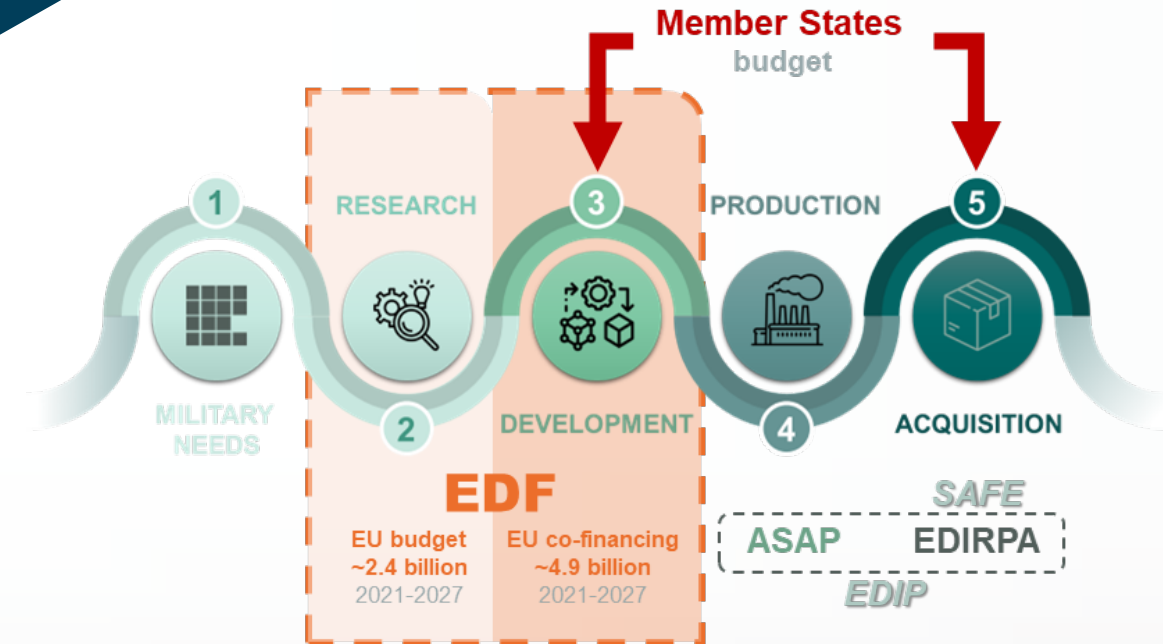 Member States
budget
1
RESEARCH
3
PRODUCTION
5
MILITARY
NEEDS
2
DEVELOPMENT
4
ACQUISITION
EDF
EU budget
~2.4 billion
2021-2027
EU co-financing
~4.9 billion
2021-2027
SAFE
ASAP
EDIRPA
EDIP